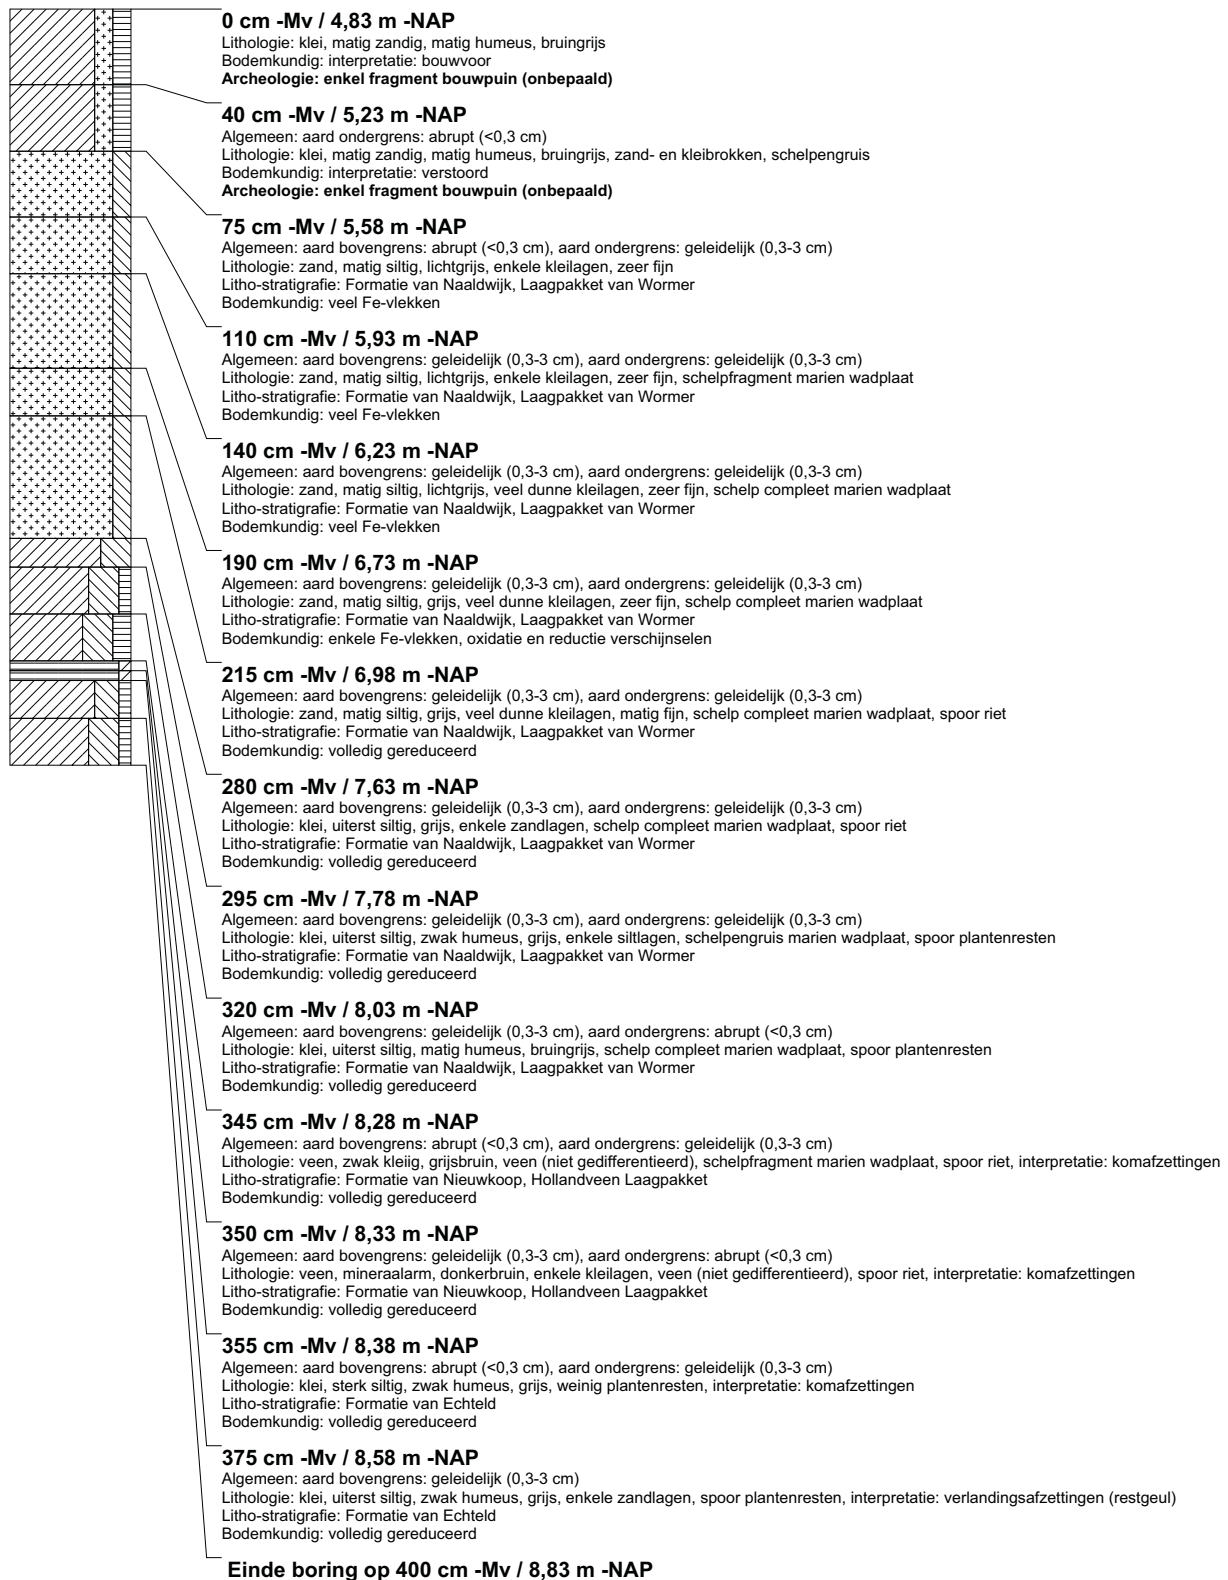 0 cm -Mv / 4,83 m -NAP
Lithologie: klei, matig zandig, matig humeus, bruingrijs
Bodemkundig: interpretatie: bouwvoor
Archeologie: enkel fragment bouwpuin (onbepaald)
40 cm -Mv / 5,23 m -NAP
Algemeen: aard ondergrens: abrupt (<0,3 cm)
Lithologie: klei, matig zandig, matig humeus, bruingrijs, zand- en kleibrokken, schelpengruis
Bodemkundig: interpretatie: verstoord
Archeologie: enkel fragment bouwpuin (onbepaald)
75 cm -Mv / 5,58 m -NAP
Algemeen: aard bovengrens: abrupt (<0,3 cm), aard ondergrens: geleidelijk (0,3-3 cm)
Lithologie: zand, matig siltig, lichtgrijs, enkele kleilagen, zeer fijn
Litho-stratigrafie: Formatie van Naaldwijk, Laagpakket van Wormer
Bodemkundig: veel Fe-vlekken
110 cm -Mv / 5,93 m -NAP
Algemeen: aard bovengrens: geleidelijk (0,3-3 cm), aard ondergrens: geleidelijk (0,3-3 cm)
Lithologie: zand, matig siltig, lichtgrijs, enkele kleilagen, zeer fijn, schelpfragment marien wadplaat
Litho-stratigrafie: Formatie van Naaldwijk, Laagpakket van Wormer
Bodemkundig: veel Fe-vlekken
140 cm -Mv / 6,23 m -NAP
Algemeen: aard bovengrens: geleidelijk (0,3-3 cm), aard ondergrens: geleidelijk (0,3-3 cm)
Lithologie: zand, matig siltig, lichtgrijs, veel dunne kleilagen, zeer fijn, schelp compleet marien wadplaat
Litho-stratigrafie: Formatie van Naaldwijk, Laagpakket van Wormer
Bodemkundig: veel Fe-vlekken
190 cm -Mv / 6,73 m -NAP
Algemeen: aard bovengrens: geleidelijk (0,3-3 cm), aard ondergrens: geleidelijk (0,3-3 cm)
Lithologie: zand, matig siltig, grijs, veel dunne kleilagen, zeer fijn, schelp compleet marien wadplaat
Litho-stratigrafie: Formatie van Naaldwijk, Laagpakket van Wormer
Bodemkundig: enkele Fe-vlekken, oxidatie en reductie verschijnselen
215 cm -Mv / 6,98 m -NAP
Algemeen: aard bovengrens: geleidelijk (0,3-3 cm), aard ondergrens: geleidelijk (0,3-3 cm)
Lithologie: zand, matig siltig, grijs, veel dunne kleilagen, matig fijn, schelp compleet marien wadplaat, spoor riet
Litho-stratigrafie: Formatie van Naaldwijk, Laagpakket van Wormer
Bodemkundig: volledig gereduceerd
280 cm -Mv / 7,63 m -NAP
Algemeen: aard bovengrens: geleidelijk (0,3-3 cm), aard ondergrens: geleidelijk (0,3-3 cm)
Lithologie: klei, uiterst siltig, grijs, enkele zandlagen, schelp compleet marien wadplaat, spoor riet
Litho-stratigrafie: Formatie van Naaldwijk, Laagpakket van Wormer
Bodemkundig: volledig gereduceerd
295 cm -Mv / 7,78 m -NAP
Algemeen: aard bovengrens: geleidelijk (0,3-3 cm), aard ondergrens: geleidelijk (0,3-3 cm)
Lithologie: klei, uiterst siltig, zwak humeus, grijs, enkele siltlagen, schelpengruis marien wadplaat, spoor plantenresten
Litho-stratigrafie: Formatie van Naaldwijk, Laagpakket van Wormer
Bodemkundig: volledig gereduceerd
320 cm -Mv / 8,03 m -NAP
Algemeen: aard bovengrens: geleidelijk (0,3-3 cm), aard ondergrens: abrupt (<0,3 cm)
Lithologie: klei, uiterst siltig, matig humeus, bruingrijs, schelp compleet marien wadplaat, spoor plantenresten
Litho-stratigrafie: Formatie van Naaldwijk, Laagpakket van Wormer
Bodemkundig: volledig gereduceerd
345 cm -Mv / 8,28 m -NAP
Algemeen: aard bovengrens: abrupt (<0,3 cm), aard ondergrens: geleidelijk (0,3-3 cm)
Lithologie: veen, zwak kleiig, grijsbruin, veen (niet gedifferentieerd), schelpfragment marien wadplaat, spoor riet, interpretatie: komafzettingen
Litho-stratigrafie: Formatie van Nieuwkoop, Hollandveen Laagpakket
Bodemkundig: volledig gereduceerd
350 cm -Mv / 8,33 m -NAP
Algemeen: aard bovengrens: geleidelijk (0,3-3 cm), aard ondergrens: abrupt (<0,3 cm)
Lithologie: veen, mineraalarm, donkerbruin, enkele kleilagen, veen (niet gedifferentieerd), spoor riet, interpretatie: komafzettingen
Litho-stratigrafie: Formatie van Nieuwkoop, Hollandveen Laagpakket
Bodemkundig: volledig gereduceerd
355 cm -Mv / 8,38 m -NAP
Algemeen: aard bovengrens: abrupt (<0,3 cm), aard ondergrens: geleidelijk (0,3-3 cm)
Lithologie: klei, sterk siltig, zwak humeus, grijs, weinig plantenresten, interpretatie: komafzettingen
Litho-stratigrafie: Formatie van Echteld
Bodemkundig: volledig gereduceerd
375 cm -Mv / 8,58 m -NAP
Algemeen: aard bovengrens: geleidelijk (0,3-3 cm)
Lithologie: klei, uiterst siltig, zwak humeus, grijs, enkele zandlagen, spoor plantenresten, interpretatie: verlandingsafzettingen (restgeul)
Litho-stratigrafie: Formatie van Echteld
Bodemkundig: volledig gereduceerd
Einde boring op 400 cm -Mv / 8,83 m -NAP